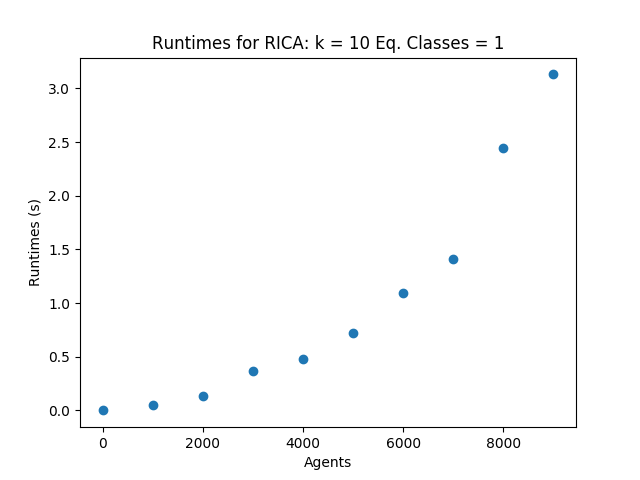 Runtimes for RICA: k = 10 Eq. Classes = 1
3.0
2.5
2.0
1.5
1.0
0.5
0.0
Runtimes (s)
0 2000 4000 6000 8000
Agents